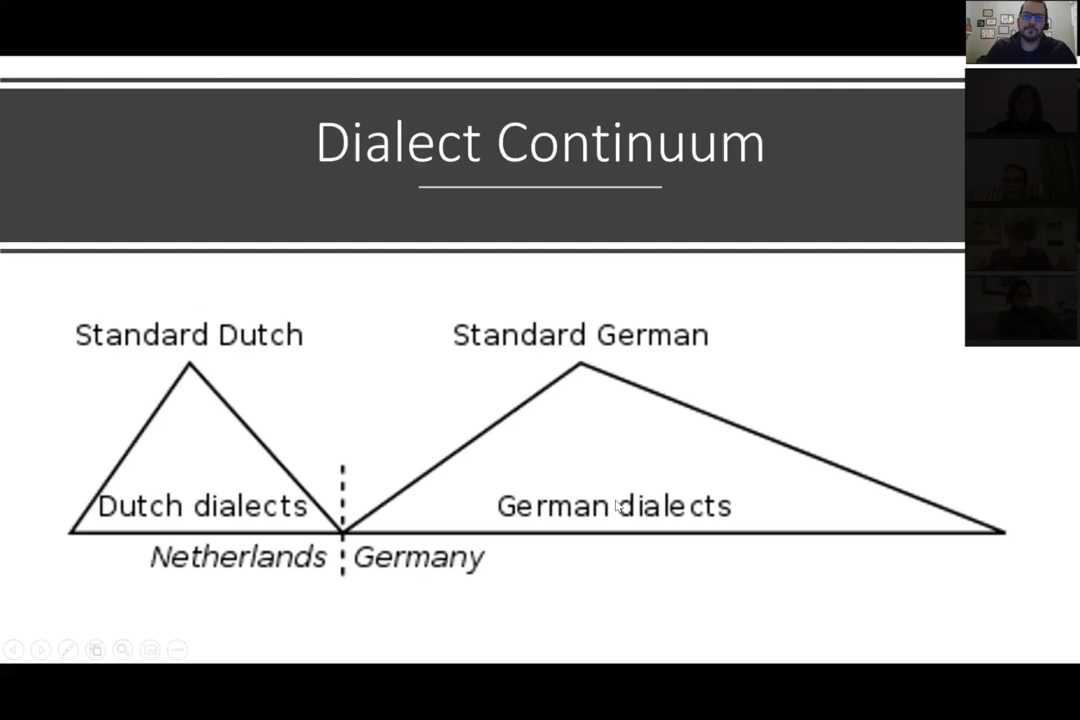 Dialect Continuum
Standard Dutch
Standard German
Dutch dialects
German dialects
Netherlands
Germany